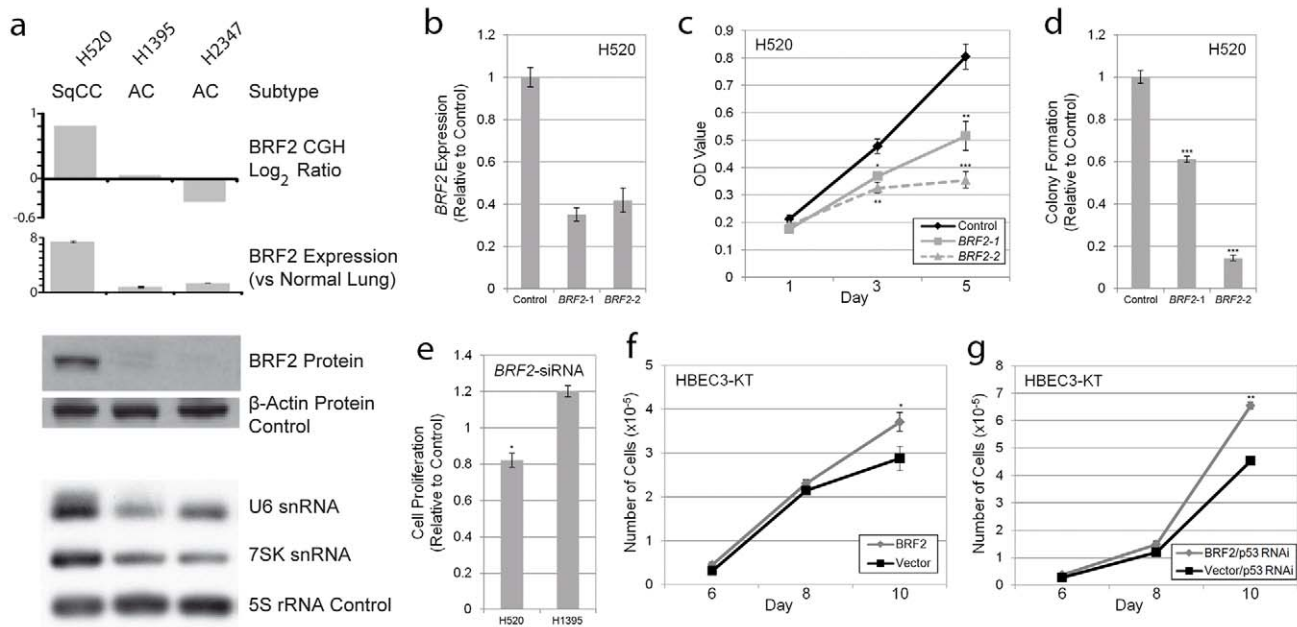 a
H520
H1395
H2347
SqCC
AC
AC
Subtype
1
0
-0.6
BRF2 CGH
Log2 Ratio
8
0
BRF2 Expression
(vs Normal Lung)
BRF2 Protein
β-Actin Protein
Control
U6 snRNA
7SK snRNA
5S rRNA Control
b
H520
BRF2 Expression
(Relative to Control)
1.2
1
0.8
0.6
0.4
0.2
0
Control
BRF2-1
BRF2-2
c
H520
OD Value
0.9
0.8
0.7
0.6
0.5
0.4
0.3
0.2
0.1
0
*
**
**
***
Control
BRF2-1
BRF2-2
1
3
5
Day
d
H520
Colony Formation
(Relative to Control)
1.2
1
0.8
0.6
0.4
0.2
0
***
***
Control
BRF2-1
BRF2-2
e
BRF2-siRNA
Cell Proliferation
(Relative to Control)
1.4
1.2
1
0.8
0.6
0.4
0.2
0
*
H520
H1395
f
HBEC3-KT
Number of Cells (x10-5)
5
4
3
2
1
0
*
BRF2
Vector
6
8
10
Day
g
HBEC3-KT
Number of Cells (x10-5)
8
7
6
5
4
3
2
1
0
**
BRF2/p53 RNAi
Vector/p53 RNAi
6
8
10
Day